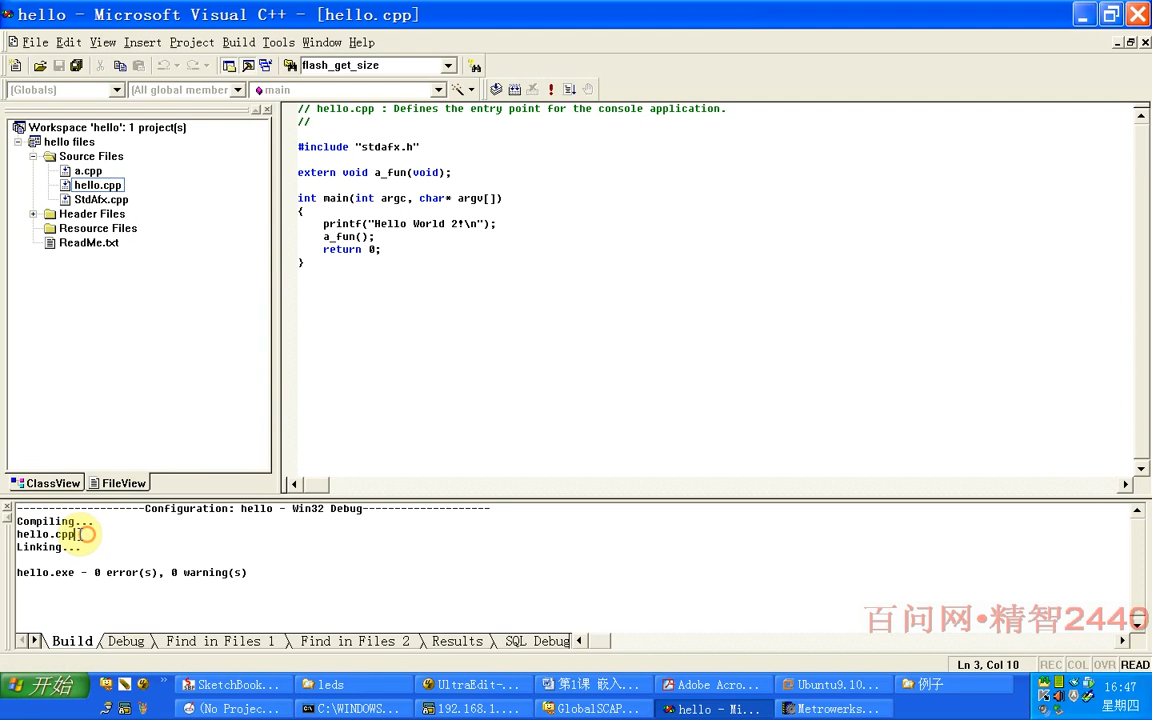 hello - Microsoft Visual C++ - [hello.cpp]
File Edit View Insert Project Build Tools Window Help
flash_get_size
(Globals) (All global member main
Workspace 'hello': 1 project(s)
hello files
Source Files
a.cpp
hello.cpp
StdAfx.cpp
Header Files
Resource Files
ReadMe.txt
ClassView FileView
// hello.cpp : Defines the entry point for the console application.
//
#include "stdafx.h"
extern void a_fun(void);
int main(int argc, char* argv[])
{
printf("Hello World 2!\n");
a_fun();
return 0;
}
--------------------Configuration: hello - Win32 Debug--------------------
Compiling...
hello.cpp
Linking...
hello.exe - 0 error(s), 0 warning(s)
百问网•精智2440
Build Debug Find in Files 1 Find in Files 2 Results SQL Debug
Ln 3, Col 10 REC COL OVR READ
开始 SketchBook... leds UltraEdit-... 第1课 嵌入... Adobe Acro... Ubuntu9.10... 例子 16:47
(No Projec... C:\WINDOWS... 192.168.1.... GlobalSCAP... hello - Mi... Metrowerks... 星期四